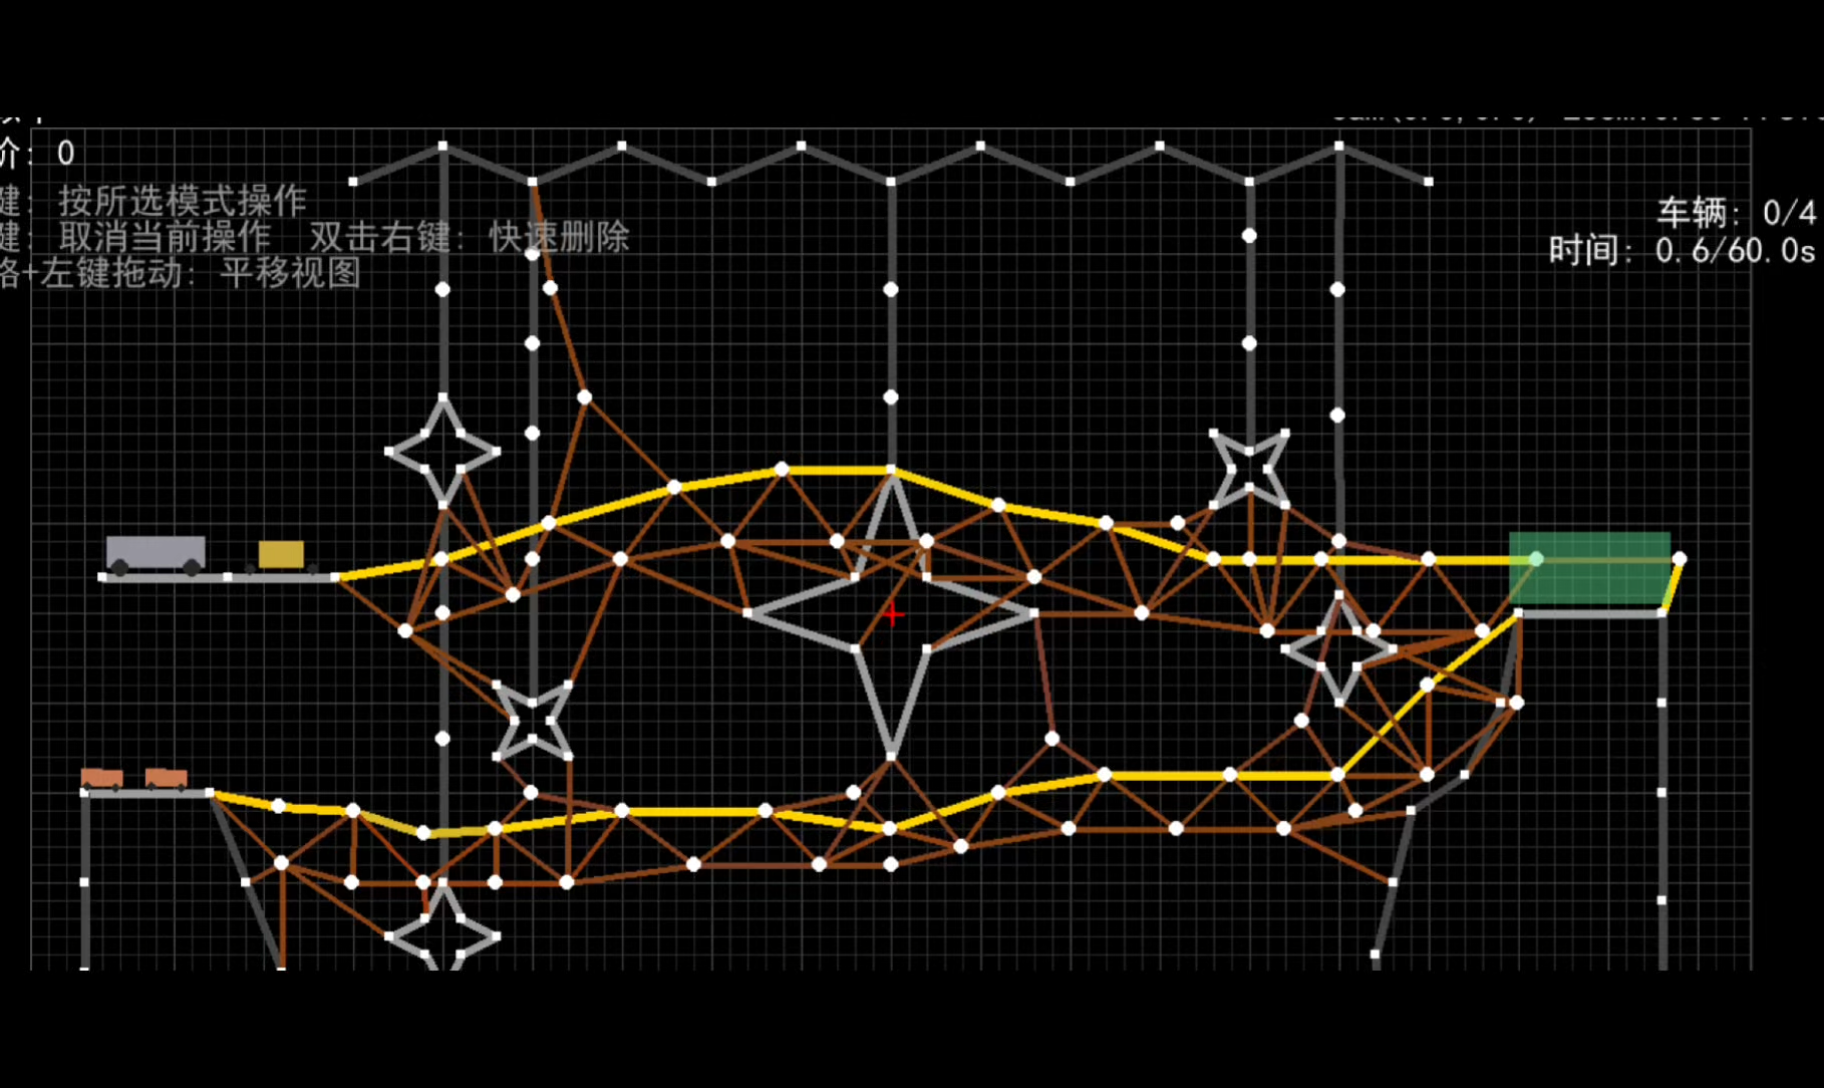 价: 0
键: 按所选模式操作
键: 取消当前操作 双击右键: 快速删除
格+左键拖动: 平移视图
车辆: 0/4
时间: 0.6/60.0s